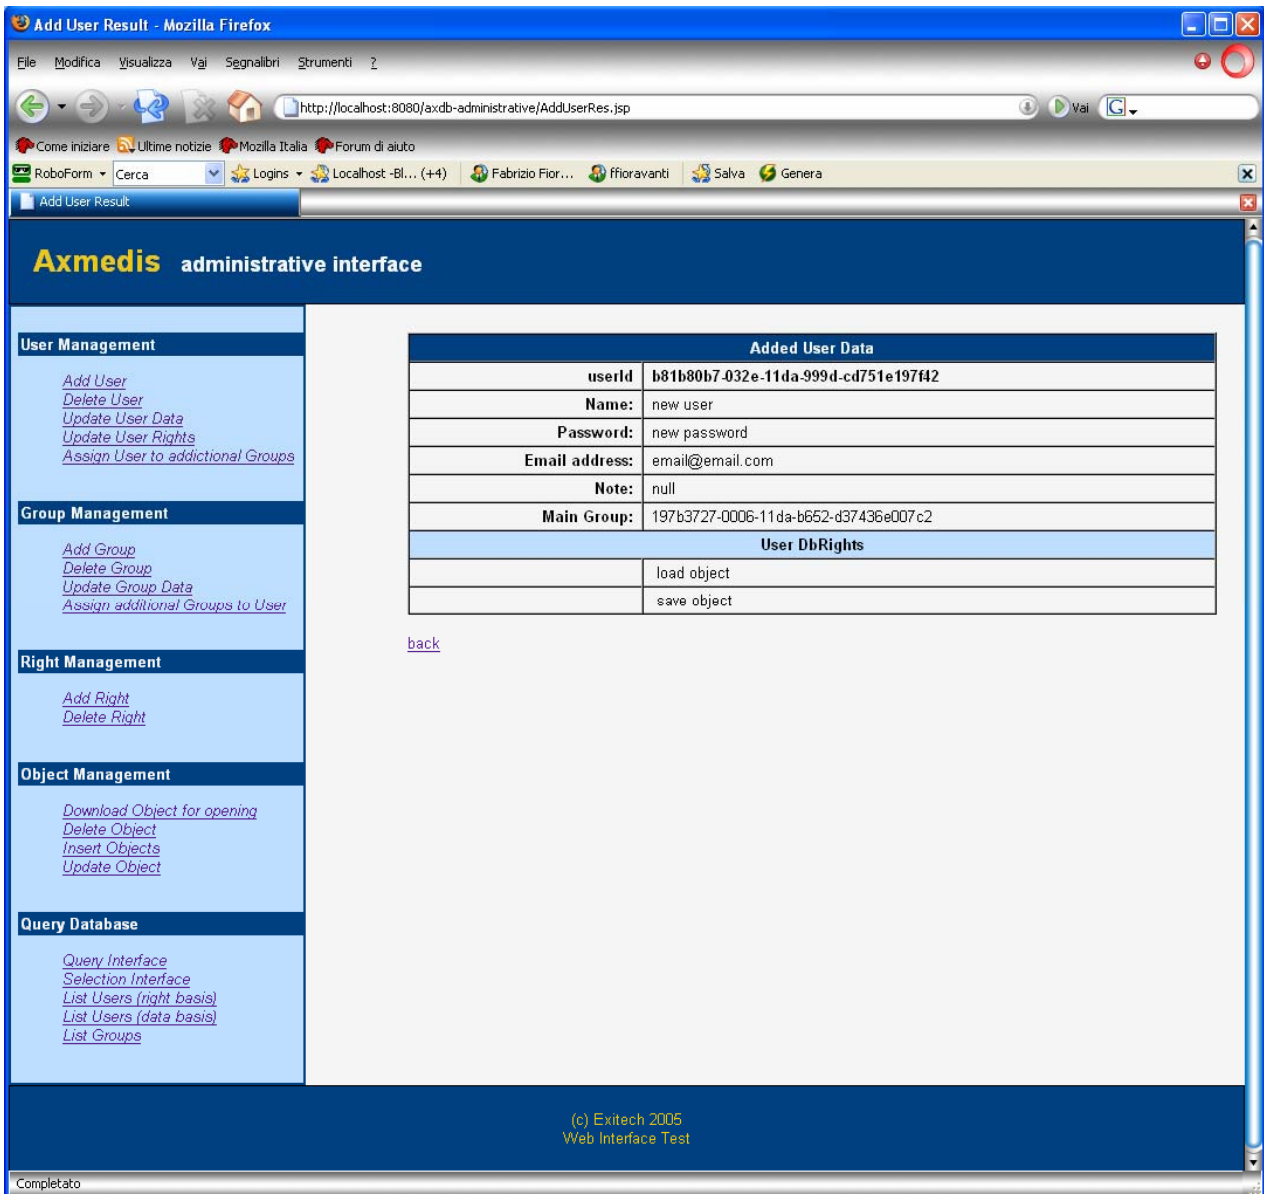 Add User Result - Mozilla Firefox
File Modifica Visualizza Vai Segnalibri Strumenti ?
http://localhost:8080/axdb-administrative/AddUserRes.jsp Vai G
Come iniziare Ultime notizie Mozilla Italia Forum di aiuto
RoboForm Cerca Logins Localhost -Bl... (+4) Fabrizio Fior... ffioravanti Salva Genera
Add User Result
Axmedis administrative interface
User Management
Add User
Delete User
Update User Data
Update User Rights
Assign User to addictional Groups
Group Management
Add Group
Delete Group
Update Group Data
Assign additional Groups to User
Right Management
Add Right
Delete Right
Object Management
Download Object for opening
Delete Object
Insert Objects
Update Object
Query Database
Query Interface
Selection Interface
List Users (right basis)
List Users (data basis)
List Groups
Added User Data
userId b81b80b7-032e-11da-999d-cd751e197f42
Name: new user
Password: new password
Email address: email@email.com
Note: null
Main Group: 197b3727-0006-11da-b652-d37436e007c2
User DbRights
load object
save object
back
(c) Exitech 2005
Web Interface Test
Completato